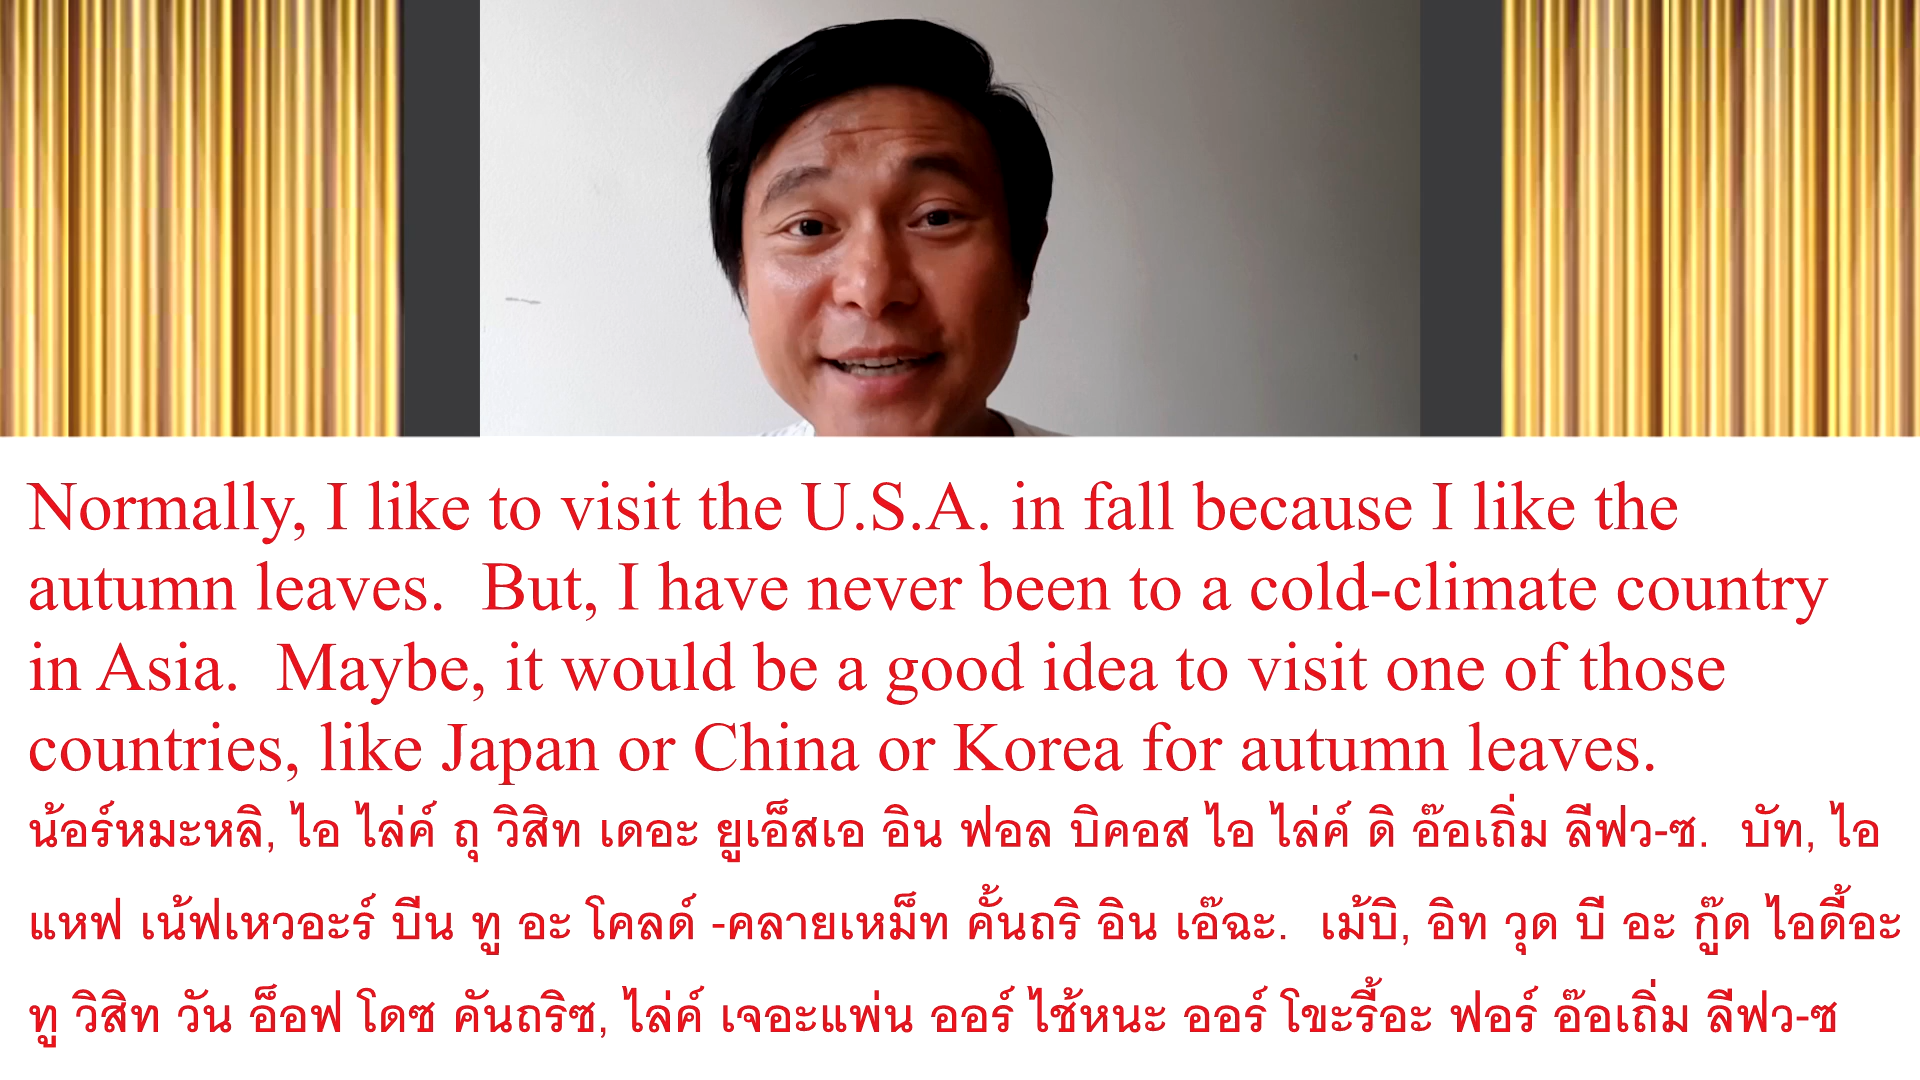 Normally, I like to visit the U.S.A. in fall because I like the
autumn leaves.  But, I have never been to a cold-climate country
in Asia.  Maybe, it would be a good idea to visit one of those
countries, like Japan or China or Korea for autumn leaves.
น้อร์หมะหลิ, ไอ ไล่ค์ ถุ วิสิท เดอะ ยูเอ็สเอ อิน ฟอล บิคอส ไอ ไล่ค์ ดิ อ๊อเถิ่ม ลีฟว-ซ.  บัท, ไอ
แหฟ เน้ฟเหวอะร์ บีน ทู อะ โคลด์ -คลายเหม็ท คั้นถริ อิน เอ๊ฉะ.  เม้บิ, อิท วุด บี อะ กู๊ด ไอดี้อะ
ทู วิสิท วัน อ็อฟ โดซ คันถริซ, ไล่ค์ เจอะแพ่น ออร์ ไช้หนะ ออร์ โขะรี้อะ ฟอร์ อ๊อเถิ่ม ลีฟว-ซ